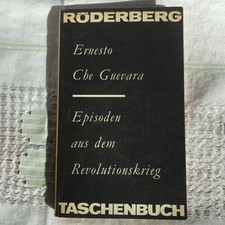 RÖDERBERG
Ernesto
Che Guevara
Episoden
aus dem
Revolutionskrieg
TASCHENBUCH